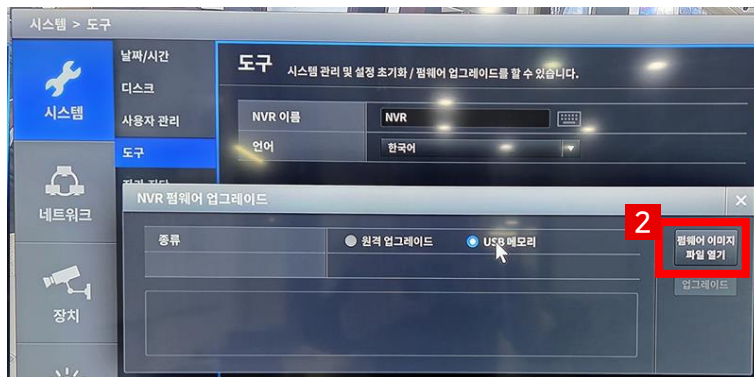 시스템 > 도구
시스템
네트워크
장치
날짜/시간
디스크
사용자 관리
도구
도구
시스템 관리 및 설정 초기화 / 펌웨어 업그레이드를 할 수 있습니다.
NVR 이름
NVR
언어
한국어
NVR 펌웨어 업그레이드
종류
원격 업그레이드
USB 메모리
2
펌웨어 이미지
파일 열기
업그레이드